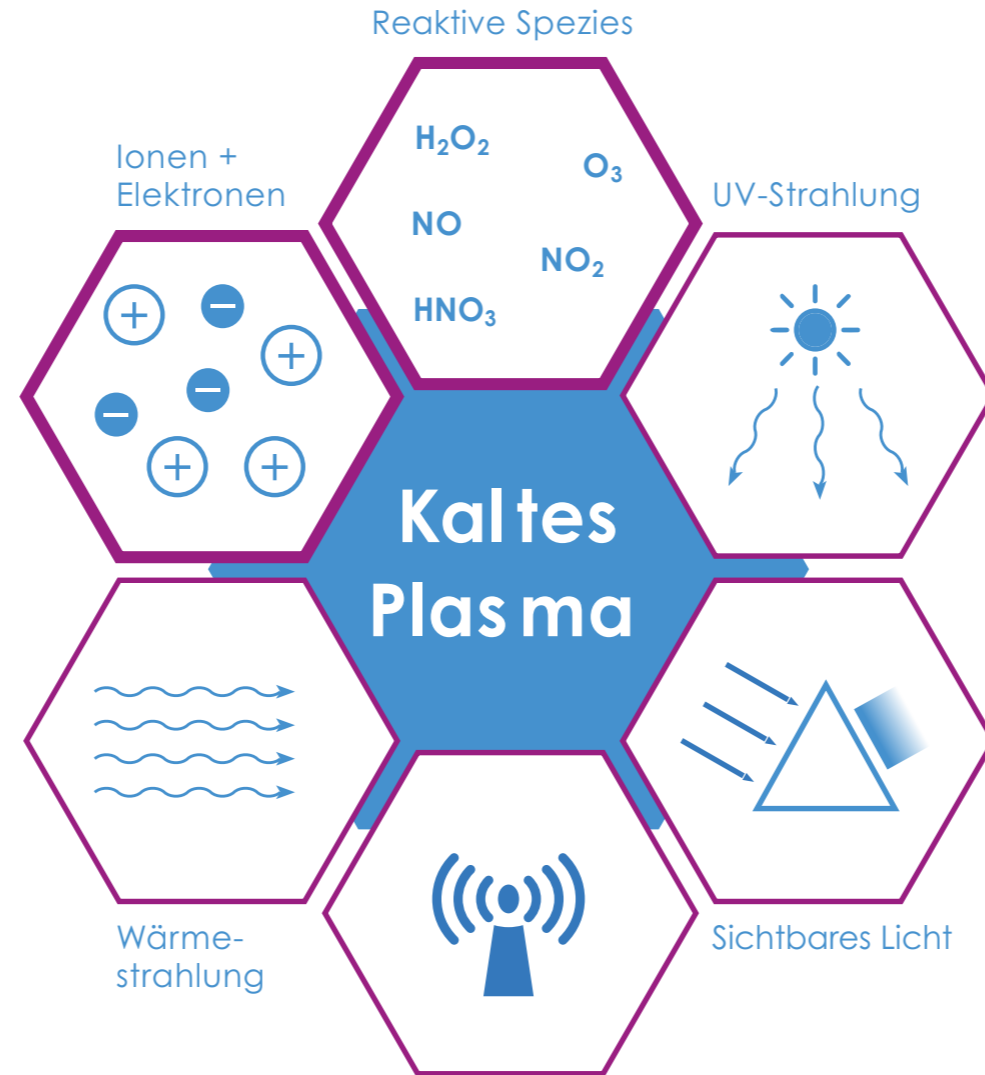 Reaktive Spezies
H₂O₂
O₃
NO
NO₂
HNO₃
Ionen +
Elektronen
+ −
+
−
−
+ +
UV-Strahlung
Kaltes
Plasma
Wärme-
strahlung
Sichtbares Licht